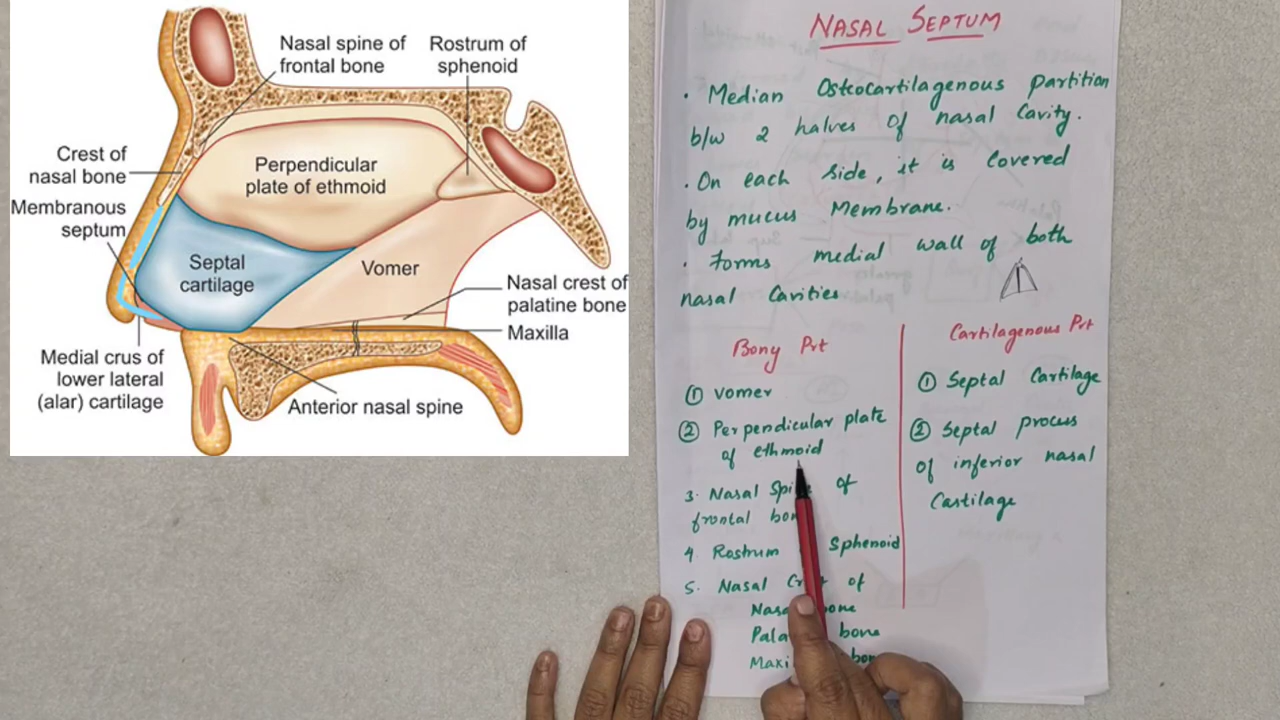 Nasal spine of
frontal bone
Rostrum of
sphenoid
Crest of
nasal bone
Perpendicular
plate of ethmoid
Membranous
septum
Septal
cartilage
Vomer
Nasal crest of
palatine bone
Maxilla
Medial crus of
lower lateral
(alar) cartilage
Anterior nasal spine
NASAL SEPTUM
• Median Osteocartilagenous partition
b/w 2 halves of nasal cavity.
• On each side, it is covered
by mucus Membrane.
• Forms medial wall of both
nasal Cavities
Bony Prt
① Vomer
② Perpendicular plate
of ethmoid
3. Nasal of
frontal
4. Rostrum Sphenoid
5. Nasal of
bone
bone
Cartilagenous Prt
① Septal Cartilage
② Septal procus
of inferior nasal
Cartilage